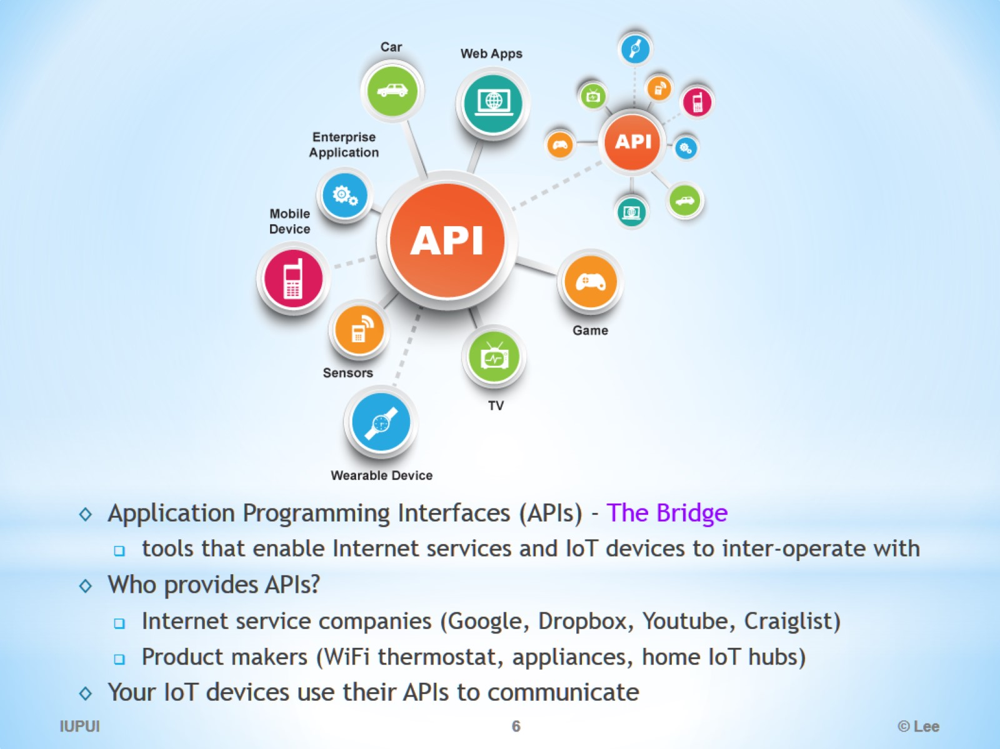 Car
Web Apps
Enterprise
Application
API
Mobile
Device
API
Game
Sensors
TV
Wearable Device
Application Programming Interfaces (APIs) - The Bridge
tools that enable Internet services and IoT devices to inter-operate with
Who provides APIs?
Internet service companies (Google, Dropbox, Youtube, Craiglist)
Product makers (WiFi thermostat, appliances, home IoT hubs)
Your IoT devices use their APIs to communicate
IUPUI 6 © Lee